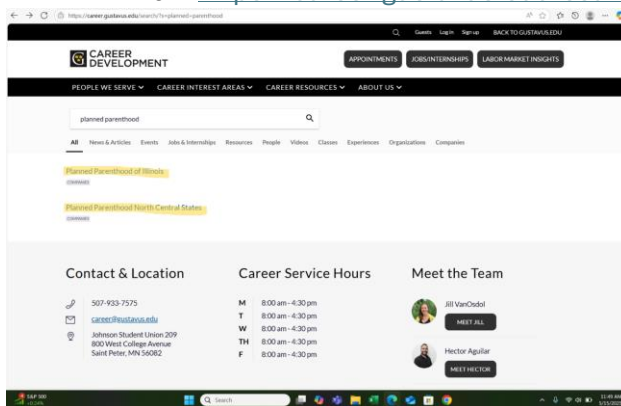 https://career.gustavus.edu/search/?s=planned+parenthood
Guests Log in Sign up BACK TO GUSTAVUS.EDU
CAREER
DEVELOPMENT
APPOINTMENTS JOBS/INTERNSHIPS LABOR MARKET INSIGHTS
PEOPLE WE SERVE CAREER INTEREST AREAS CAREER RESOURCES ABOUT US
planned parenthood
All News & Articles Events Jobs & Internships Resources People Videos Classes Experiences Organizations Companies
Planned Parenthood of Illinois
COMPANIES
Planned Parenthood North Central States
COMPANIES
Contact & Location
507-933-7575
career@gustavus.edu
Johnson Student Union 209
800 West College Avenue
Saint Peter, MN 56082
Career Service Hours
M 8:00 am - 4:30 pm
T 8:00 am - 4:30 pm
W 8:00 am - 4:30 pm
TH 8:00 am - 4:30 pm
F 8:00 am - 4:30 pm
Meet the Team
Jill VanOsdol
MEET JILL
Hector Aguilar
MEET HECTOR
S&P 500
Search
11:45 AM